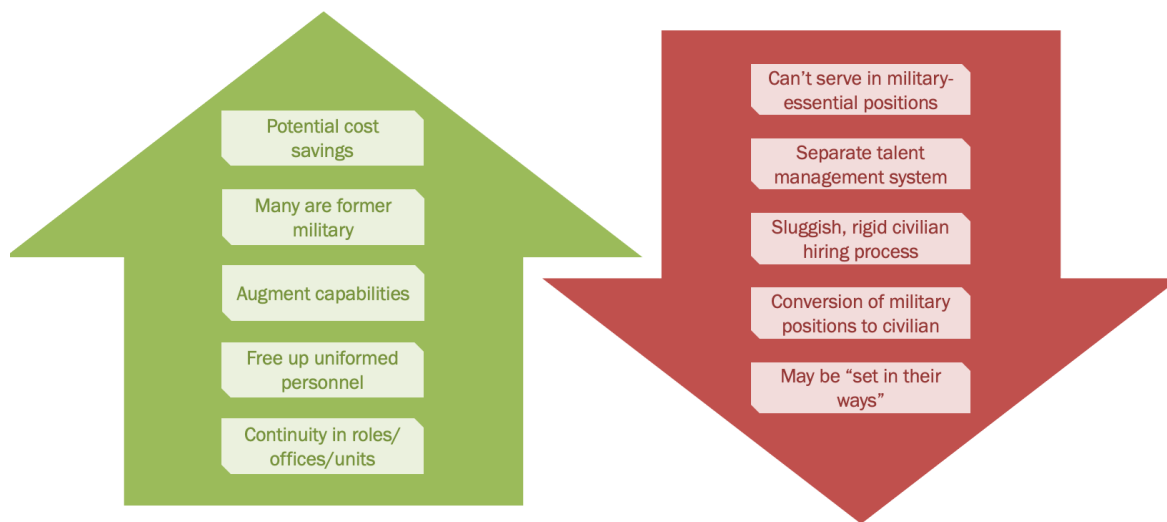 Potential cost
savings
Many are former
military
Augment capabilities
Free up uniformed
personnel
Continuity in roles/
offices/units
Can’t serve in military-
essential positions
Separate talent
management system
Sluggish, rigid civilian
hiring process
Conversion of military
positions to civilian
May be “set in their
ways”